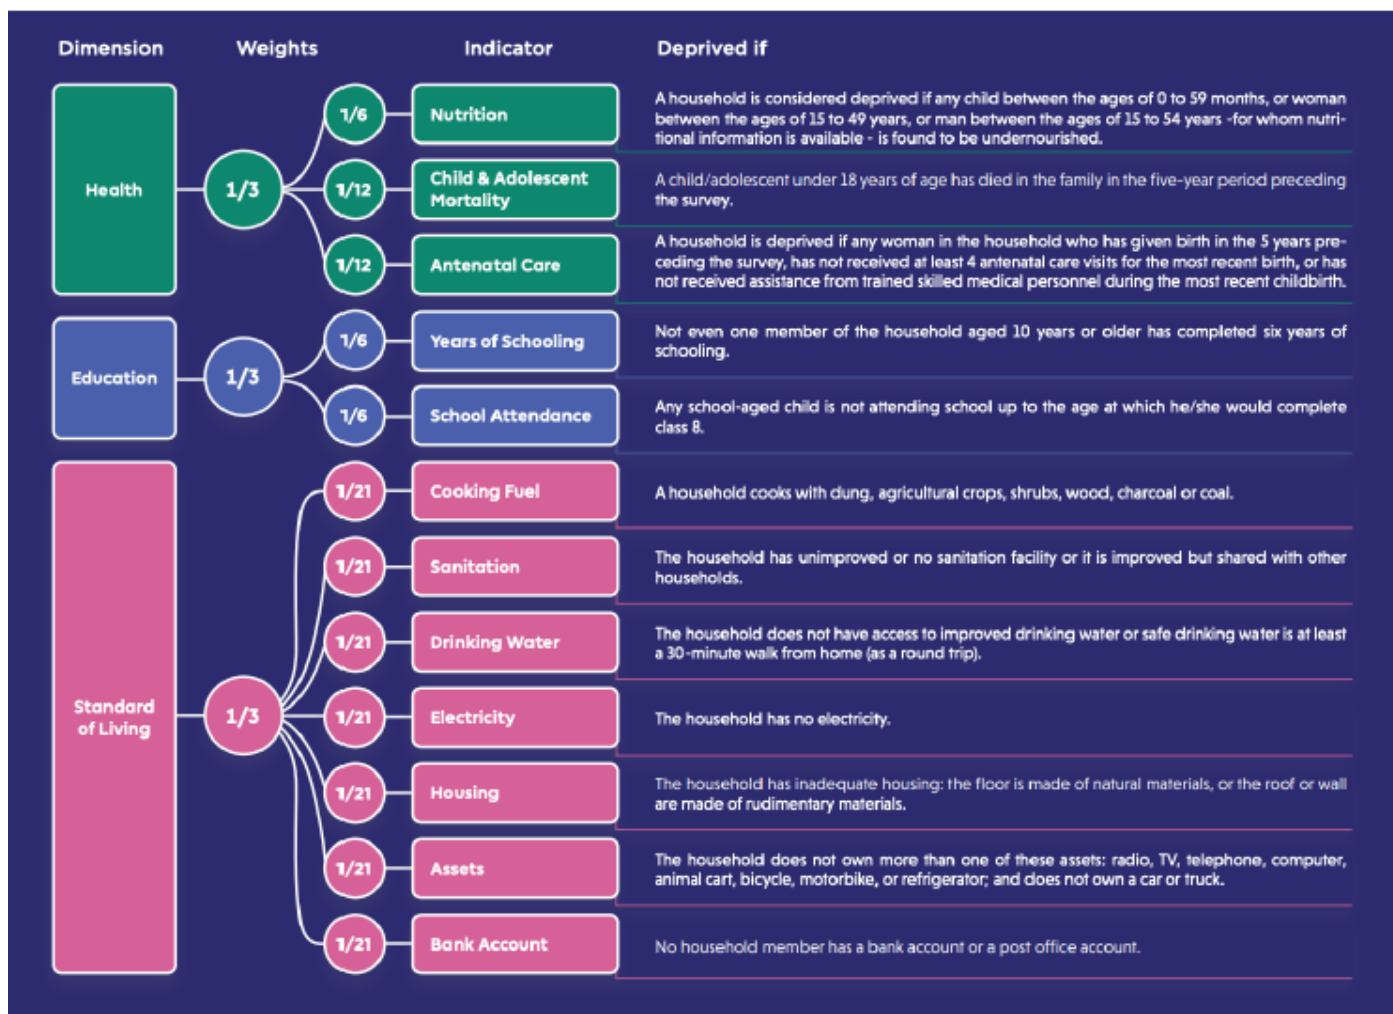 Dimension Weights Indicator Deprived if
Health
1/3
1/6
Nutrition
A household is considered deprived if any child between the ages of 0 to 59 months, or woman
between the ages of 15 to 49 years, or man between the ages of 15 to 54 years -for whom nutri-
tional information is available - is found to be undernourished.
1/12
Child & Adolescent
Mortality
A child/adolescent under 18 years of age has died in the family in the five-year period preceding
the survey.
1/12
Antenatal Care
A household is deprived if any woman in the household who has given birth in the 5 years pre-
ceding the survey, has not received at least 4 antenatal care visits for the most recent birth, or has
not received assistance from trained skilled medical personnel during the most recent childbirth.
Education
1/3
1/6
Years of Schooling
Not even one member of the household aged 10 years or older has completed six years of
schooling.
1/6
School Attendance
Any school-aged child is not attending school up to the age at which he/she would complete
class 8.
Standard
of Living
1/3
1/21
Cooking Fuel
A household cooks with dung, agricultural crops, shrubs, wood, charcoal or coal.
1/21
Sanitation
The household has unimproved or no sanitation facility or it is improved but shared with other
households.
1/21
Drinking Water
The household does not have access to improved drinking water or safe drinking water is at least
a 30-minute walk from home (as a round trip).
1/21
Electricity
The household has no electricity.
1/21
Housing
The household has inadequate housing: the floor is made of natural materials, or the roof or wall
are made of rudimentary materials.
1/21
Assets
The household does not own more than one of these assets: radio, TV, telephone, computer,
animal cart, bicycle, motorbike, or refrigerator; and does not own a car or truck.
1/21
Bank Account
No household member has a bank account or a post office account.